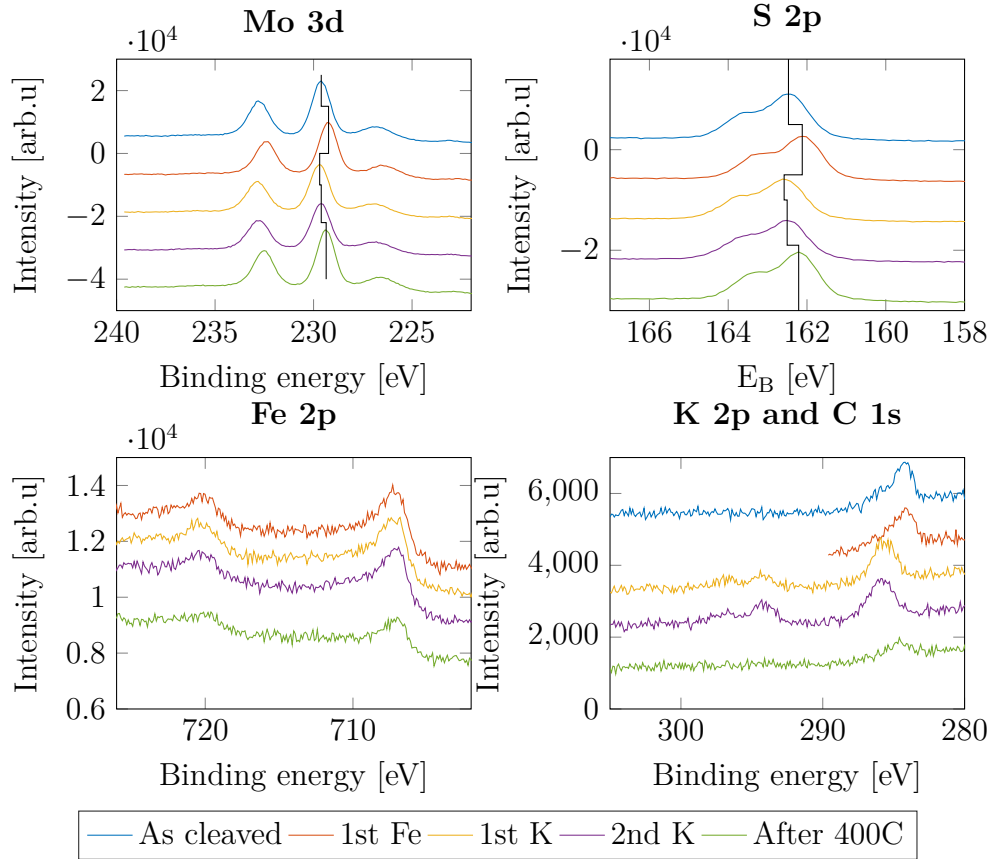 Mo 3d
·10⁴
Intensity [arb.u]
2
0
−2
−4
240
235
230
225
Binding energy [eV]
S 2p
·10⁴
Intensity [arb.u]
0
−2
166
164
162
160
158
E_B [eV]
Fe 2p
·10⁴
Intensity [arb.u]
1.4
1.2
1
0.8
0.6
720
710
Binding energy [eV]
K 2p and C 1s
Intensity [arb.u]
6,000
4,000
2,000
0
300
290
280
Binding energy [eV]
As cleaved 1st Fe 1st K 2nd K After 400C